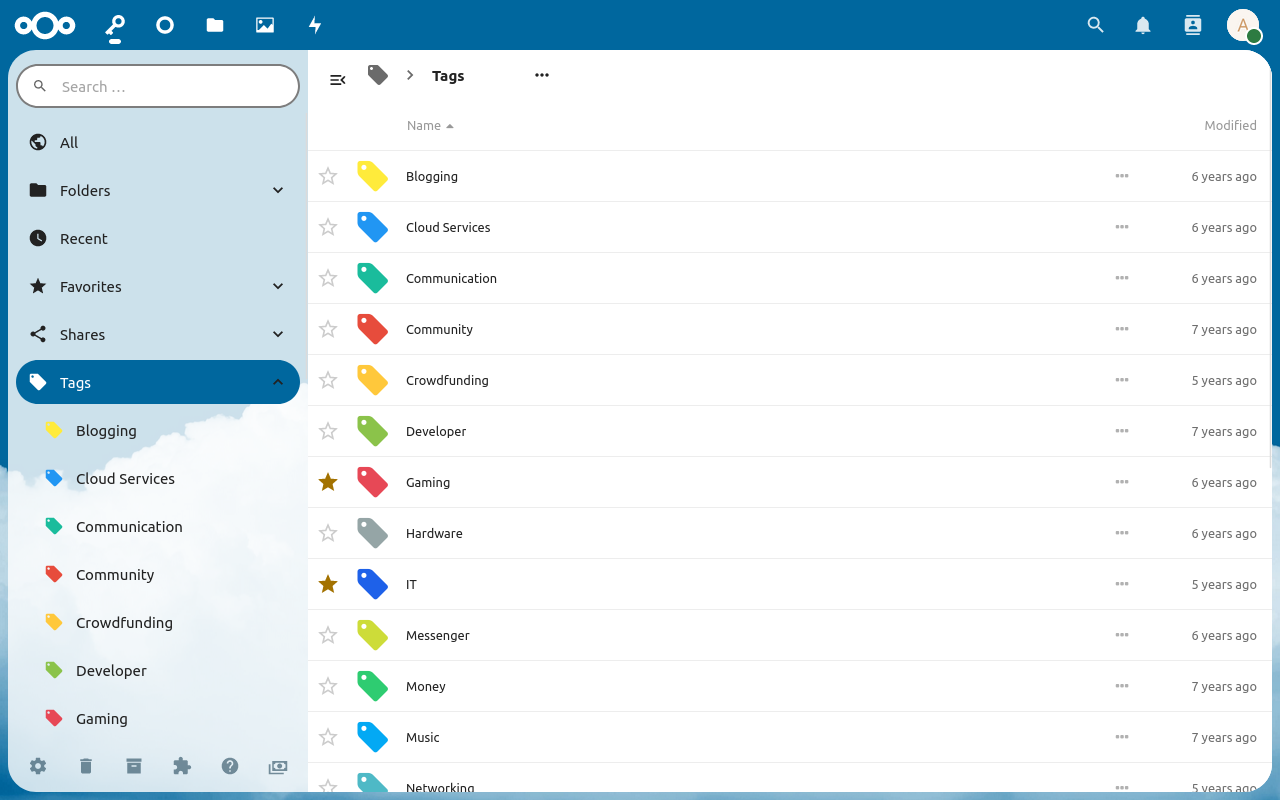 A
Search …
All
Folders
Recent
Favorites
Shares
Tags
Blogging
Cloud Services
Communication
Community
Crowdfunding
Developer
Gaming
Tags
Name
Modified
Blogging
6 years ago
Cloud Services
6 years ago
Communication
6 years ago
Community
7 years ago
Crowdfunding
5 years ago
Developer
7 years ago
Gaming
6 years ago
Hardware
6 years ago
IT
5 years ago
Messenger
6 years ago
Money
7 years ago
Music
7 years ago
Networking
5 years ago